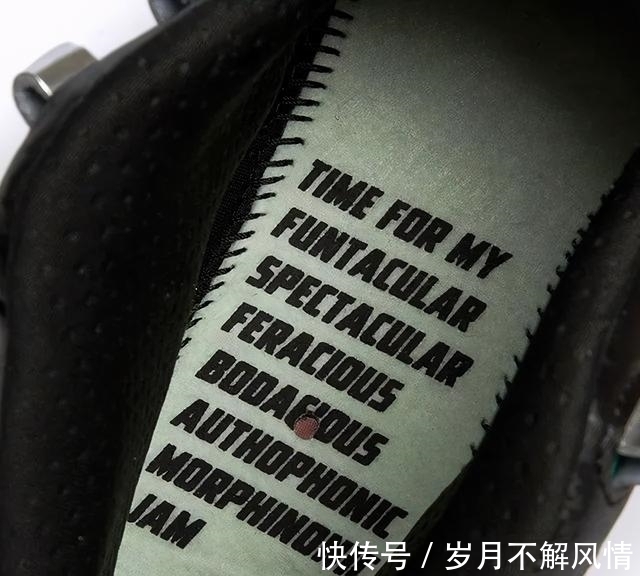 TIME FOR MY
FUNTACULAR
SPECTACULAR
FERACIOUS
BODACIOUS
AUTHOPHONIC
JAM
快传号 / 岁月不解风情